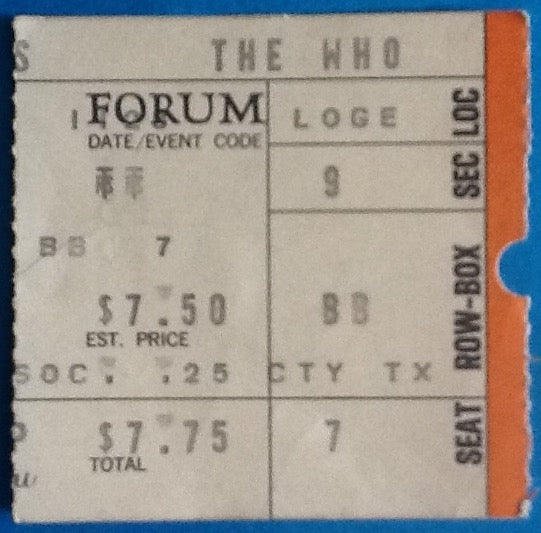 S THE WHO
FORUM LOGE LOC
DATE/EVENT CODE
9 SEC
BB 7
$7.50 BB ROW-BOX
EST. PRICE
SOC. .25 CTY TX
P $7.75 7 SEAT
TOTAL